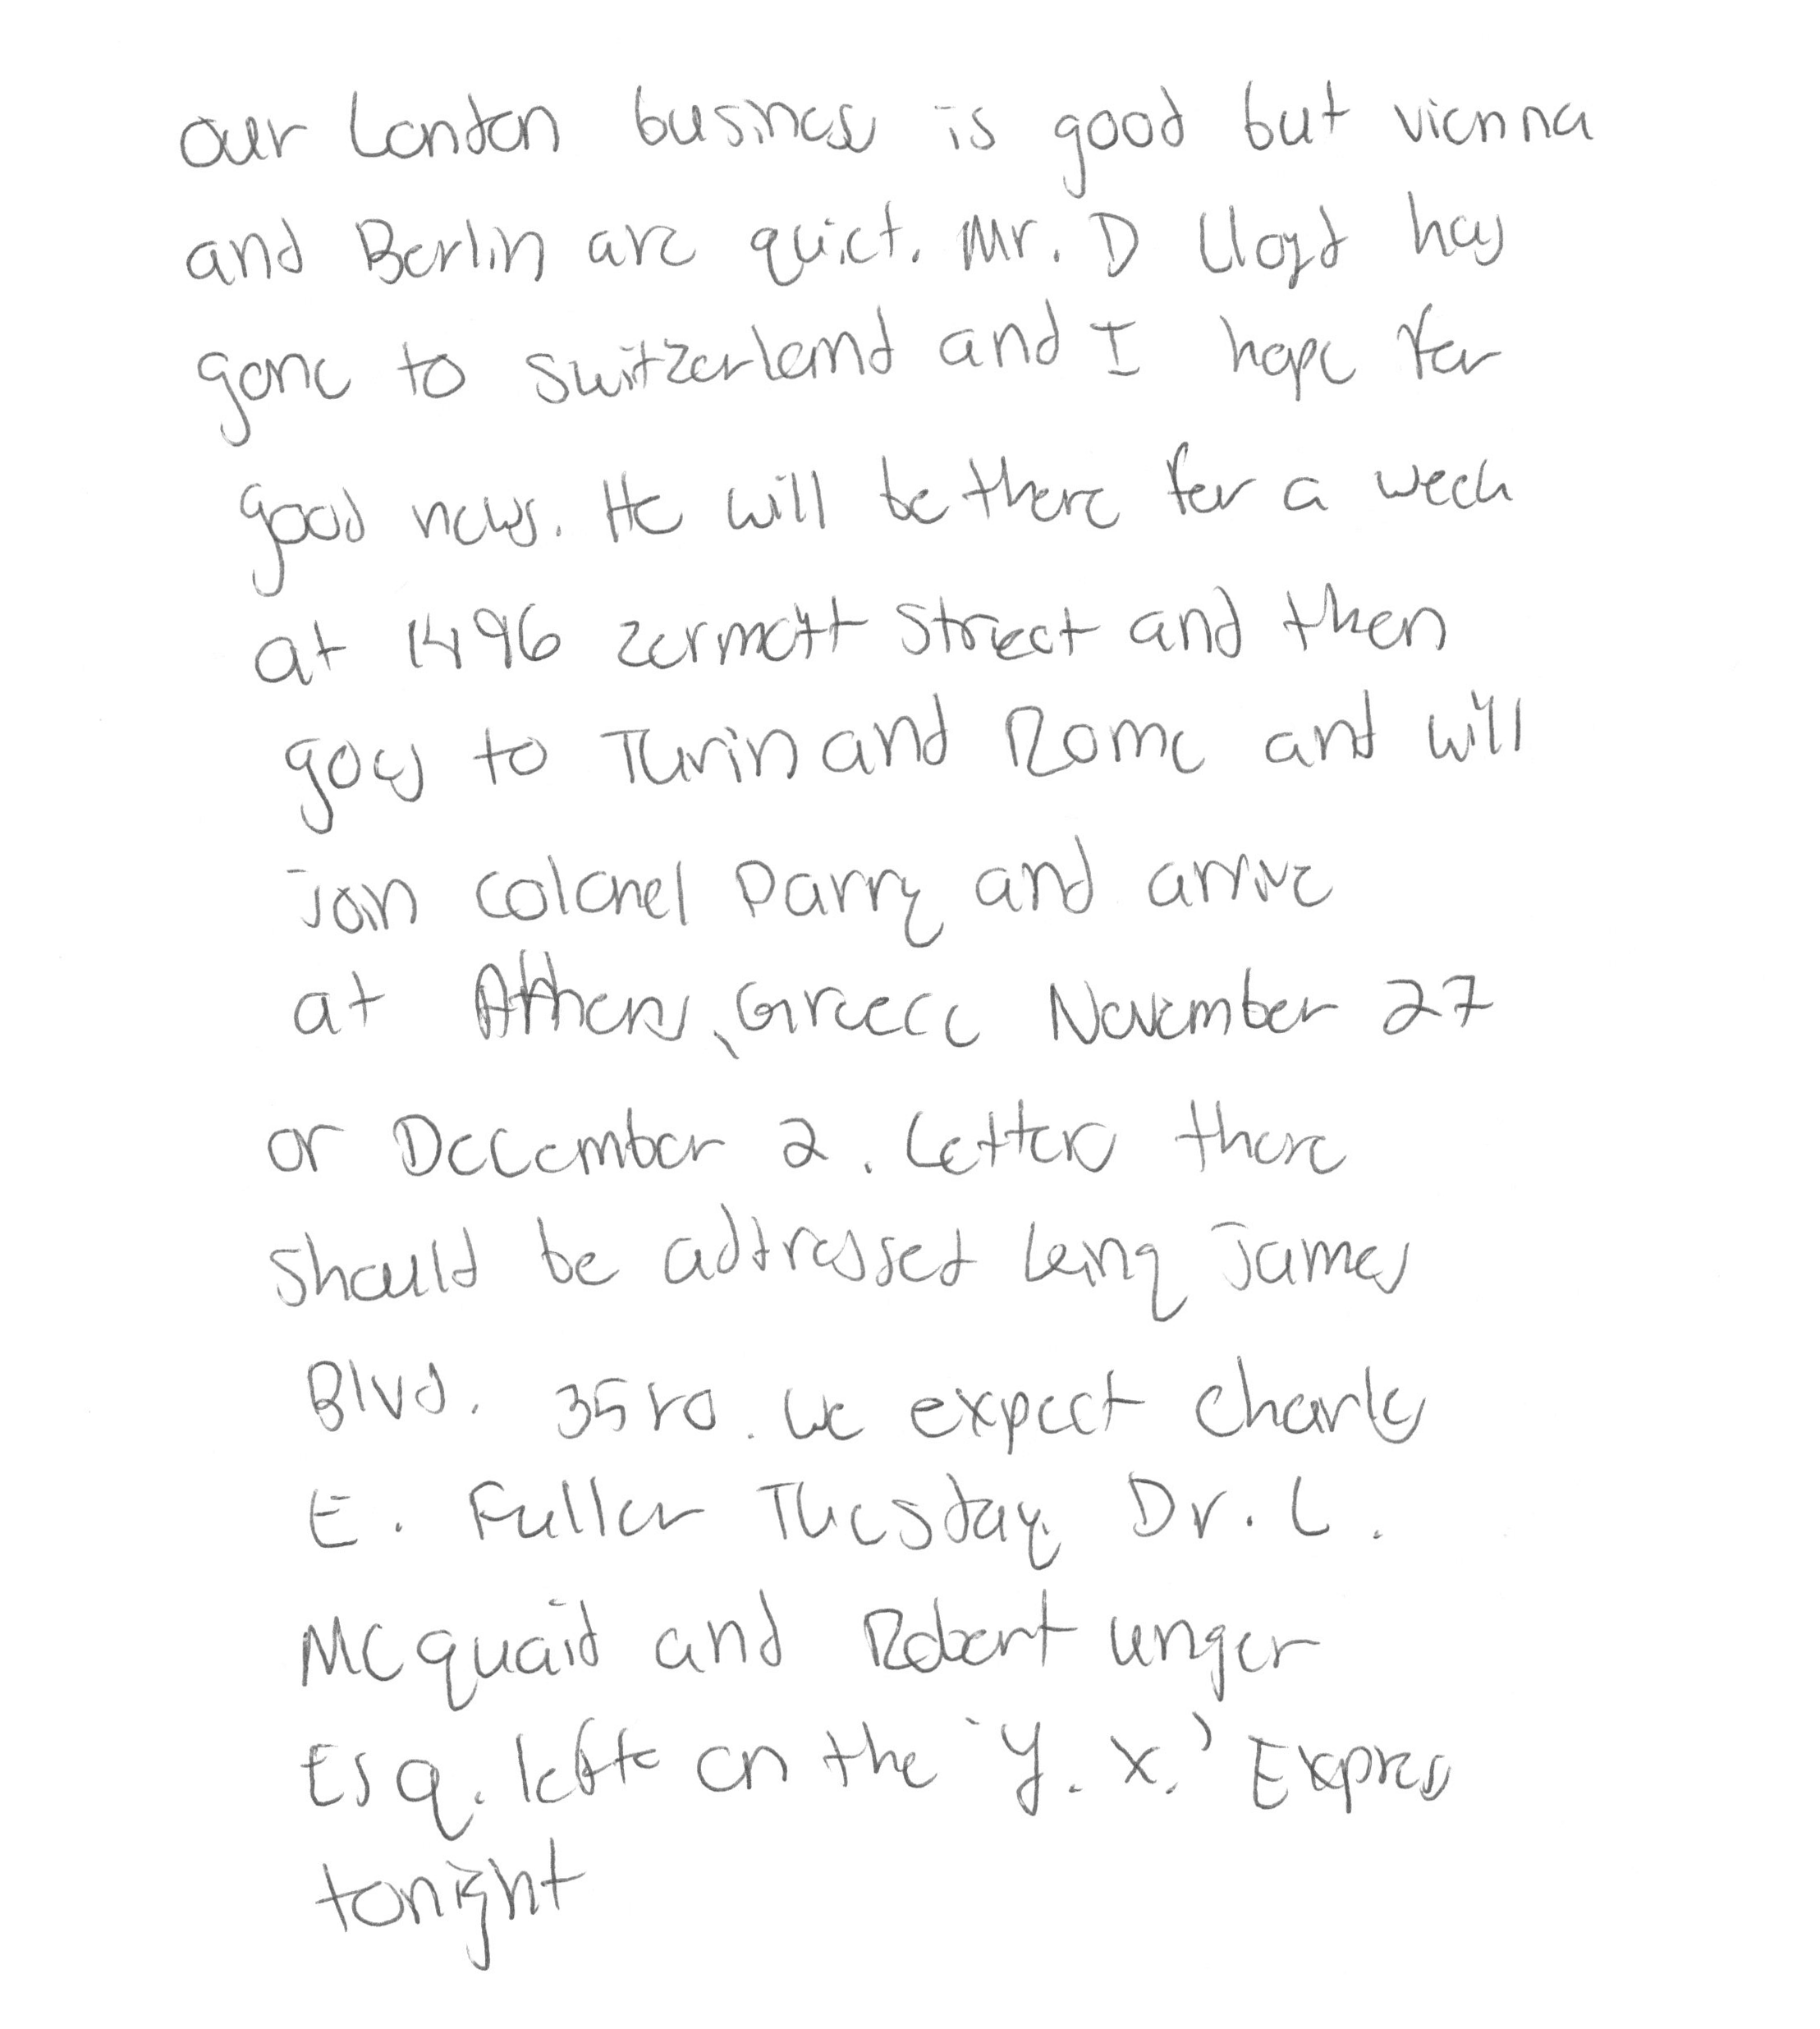 our London business is good but vienna
and Berlin are quiet. Mr. D Lloyd has
gone to switzerland and I hope for
good news. He will be there for a week
at 1496 zermott street and then
goes to Turin and Rome and will
join colonel Parry and arrive
at Athens, Greece November 27
or December 2. Letters there
should be addressed king James
Blvd. 3580. we expect charles
E. Fuller Tuesday. Dr. L.
McQuaid and Robert unger
Esq. left on the 'Y. X.' Express
tonight